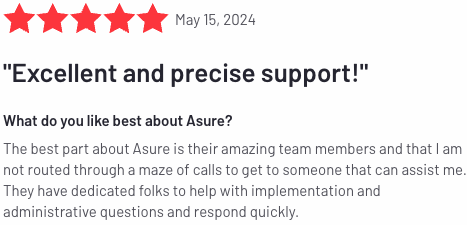 May 15, 2024
"Excellent and precise support!"
What do you like best about Asure?
The best part about Asure is their amazing team members and that I am
not routed through a maze of calls to get to someone that can assist me.
They have dedicated folks to help with implementation and
administrative questions and respond quickly.